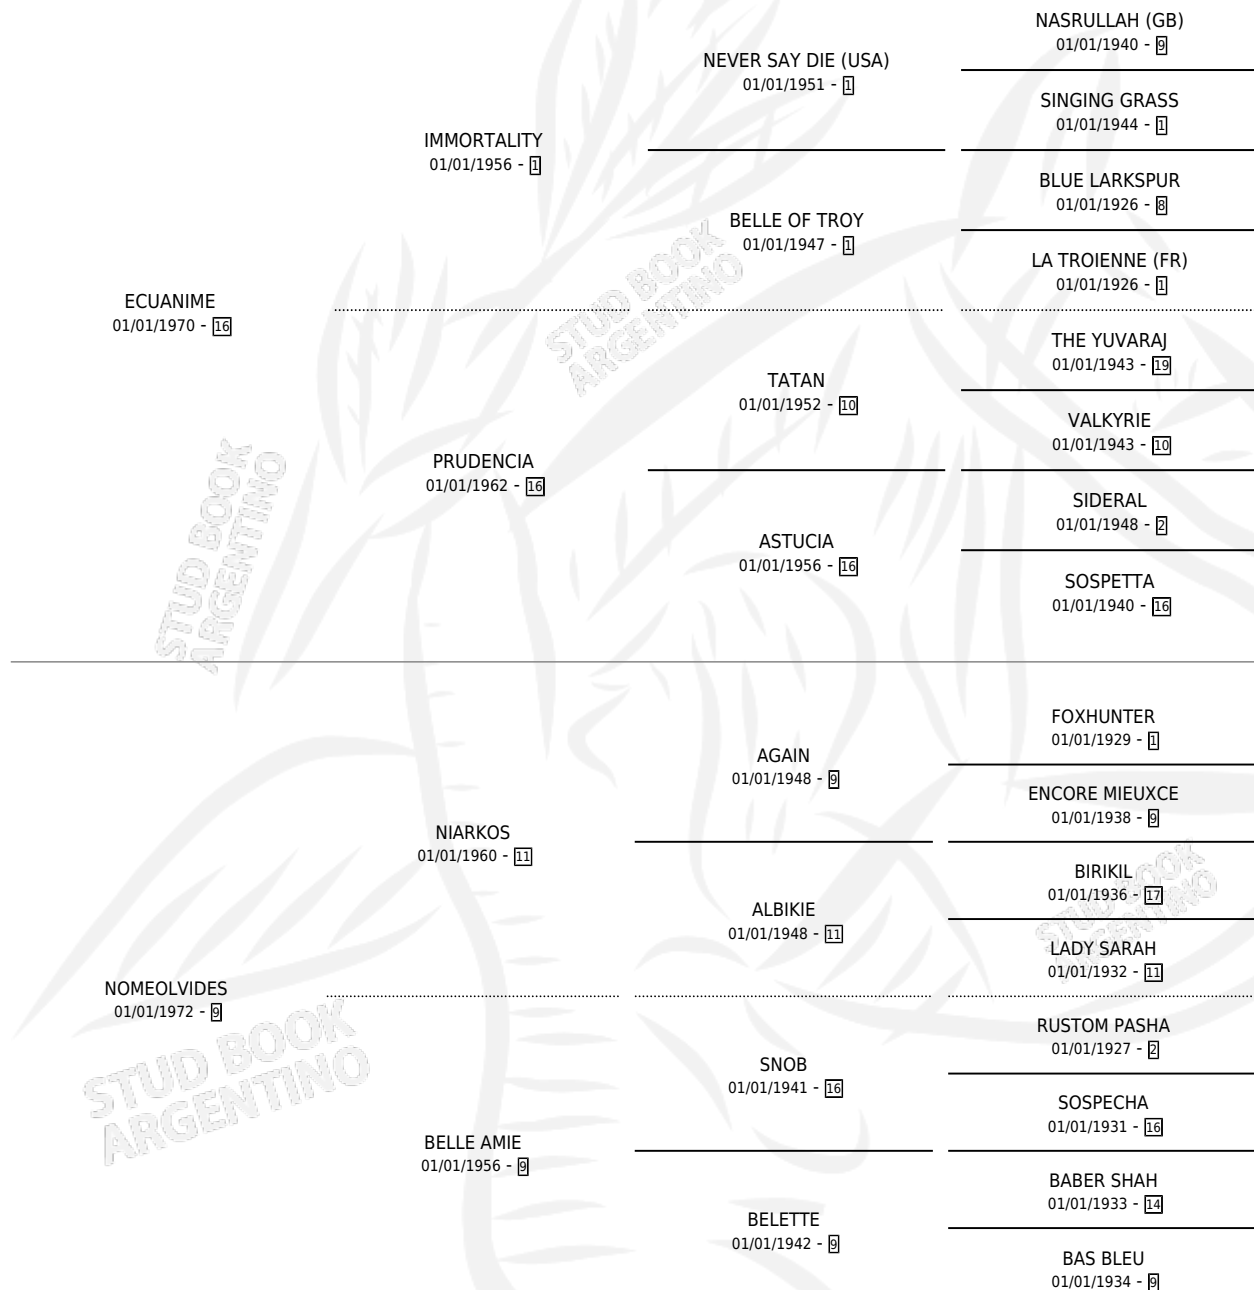 NASRULLAH (GB)
01/01/1940 - 9
NEVER SAY DIE (USA)
01/01/1951 - 1
SINGING GRASS
01/01/1944 - 1
IMMORTALITY
01/01/1956 - 1
BLUE LARKSPUR
01/01/1926 - 8
BELLE OF TROY
01/01/1947 - 1
LA TROIENNE (FR)
01/01/1926 - 1
ECUANIME
01/01/1970 - 16
THE YUVARAJ
01/01/1943 - 19
TATAN
01/01/1952 - 10
VALKYRIE
01/01/1943 - 10
PRUDENCIA
01/01/1962 - 16
SIDERAL
01/01/1948 - 2
ASTUCIA
01/01/1956 - 16
SOSPETTA
01/01/1940 - 16
FOXHUNTER
01/01/1929 - 1
AGAIN
01/01/1948 - 9
ENCORE MIEUXCE
01/01/1938 - 9
NIARKOS
01/01/1960 - 11
BIRIKIL
01/01/1936 - 17
ALBIKIE
01/01/1948 - 11
LADY SARAH
01/01/1932 - 11
NOMEOLVIDES
01/01/1972 - 9
RUSTOM PASHA
01/01/1927 - 2
SNOB
01/01/1941 - 16
SOSPECHA
01/01/1931 - 16
BELLE AMIE
01/01/1956 - 9
BABER SHAH
01/01/1933 - 14
BELETTE
01/01/1942 - 9
BAS BLEU
01/01/1934 - 9
STUD BOOK
ARGENTINO
STUD BOOK
ARGENTINO
STUD BOOK
ARGENTINO
STUD BOOK
ARGENTINO